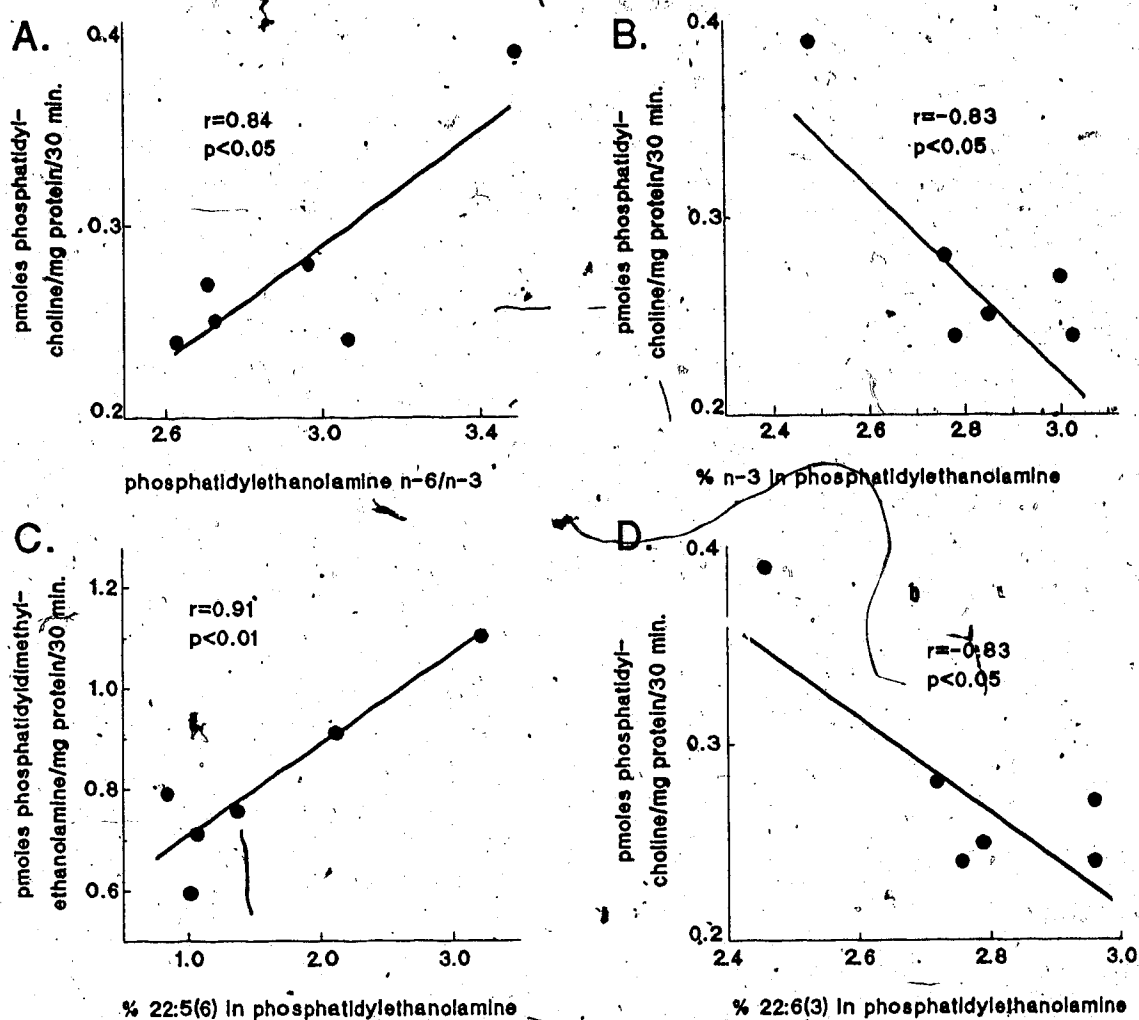 A.
0.4
0.3
0.2
pmoles phosphatidyl-
choline/mg protein/30 min.
r=0.84
p<0.05
2.6 3.0 3.4
phosphatidylethanolamine n-6/n-3
B.
0.4
0.3
0.2
pmoles phosphatidyl-
choline/mg protein/30 min.
r=-0.83
p<0.05
2.4 2.6 2.8 3.0
% n-3 in phosphatidylethanolamine
C.
1.2
1.0
0.8
0.6
pmoles phosphatidyldimethyl-
ethanolamine/mg protein/30 min.
r=0.91
p<0.01
1.0 2.0 3.0
% 22:5(6) in phosphatidylethanolamine
D.
0.4
0.3
0.2
pmoles phosphatidyl-
choline/mg protein/30 min.
r=-0.83
p<0.05
2.4 2.6 2.8 3.0
% 22:6(3) in phosphatidylethanolamine